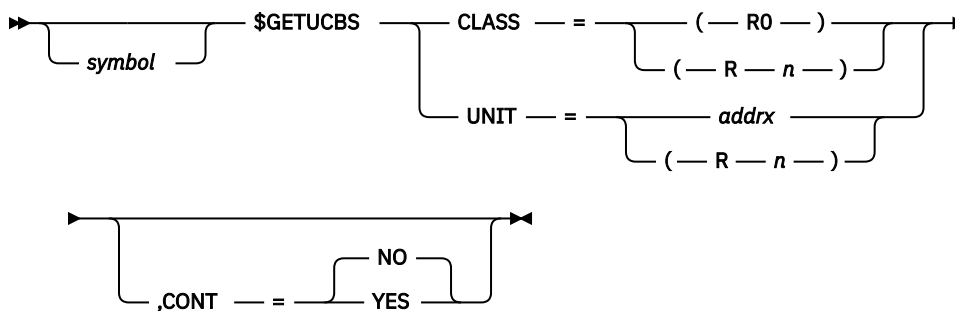 $GETUCBS CLASS = ( R0 )
symbol ( R n )
UNIT = addrx
( R n )
NO
,CONT = YES